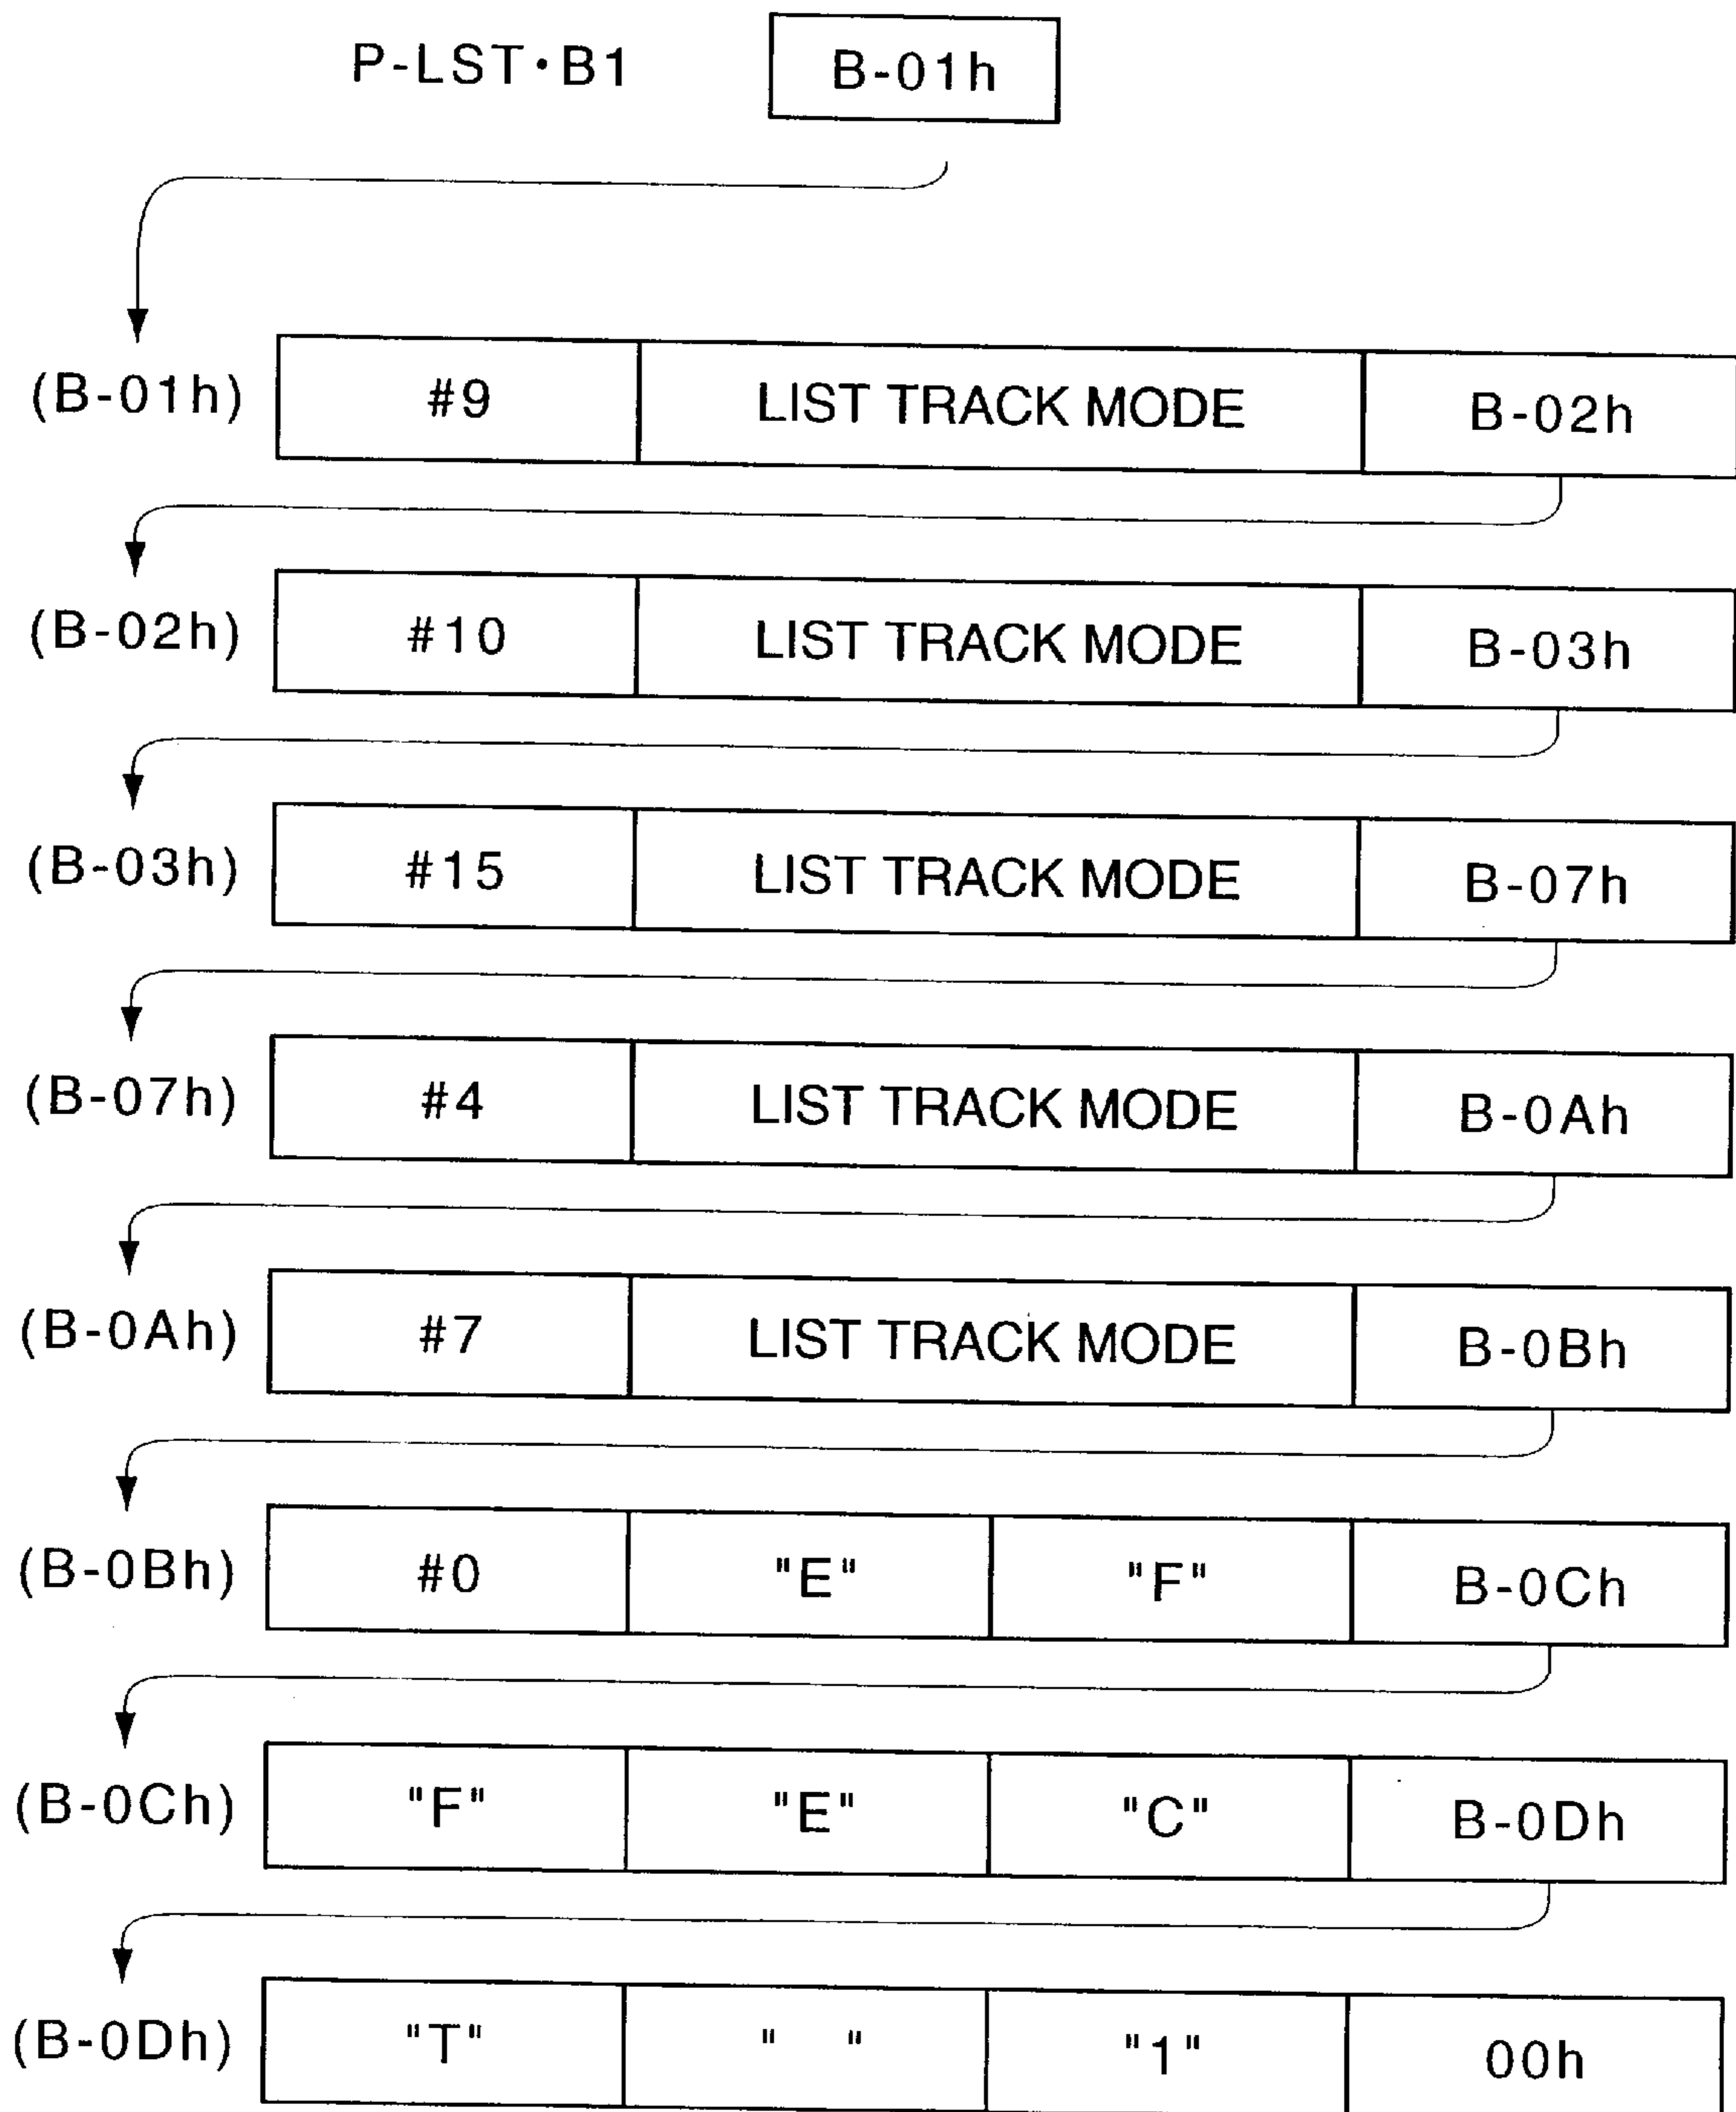 P-LST·B1 B-01h
(B-01h) #9 LIST TRACK MODE B-02h
(B-02h) #10 LIST TRACK MODE B-03h
(B-03h) #15 LIST TRACK MODE B-07h
(B-07h) #4 LIST TRACK MODE B-0Ah
(B-0Ah) #7 LIST TRACK MODE B-0Bh
(B-0Bh) #0 "E" "F" B-0Ch
(B-0Ch) "F" "E" "C" B-0Dh
(B-0Dh) "T" " " "1" 00h